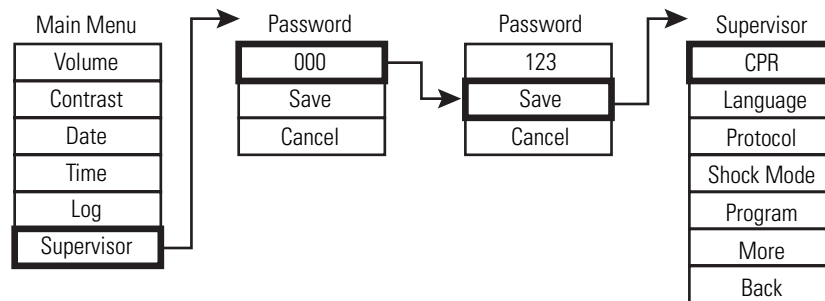 Main Menu
Volume
Contrast
Date
Time
Log
Supervisor
Password
000
Save
Cancel
Password
123
Save
Cancel
Supervisor
CPR
Language
Protocol
Shock Mode
Program
More
Back